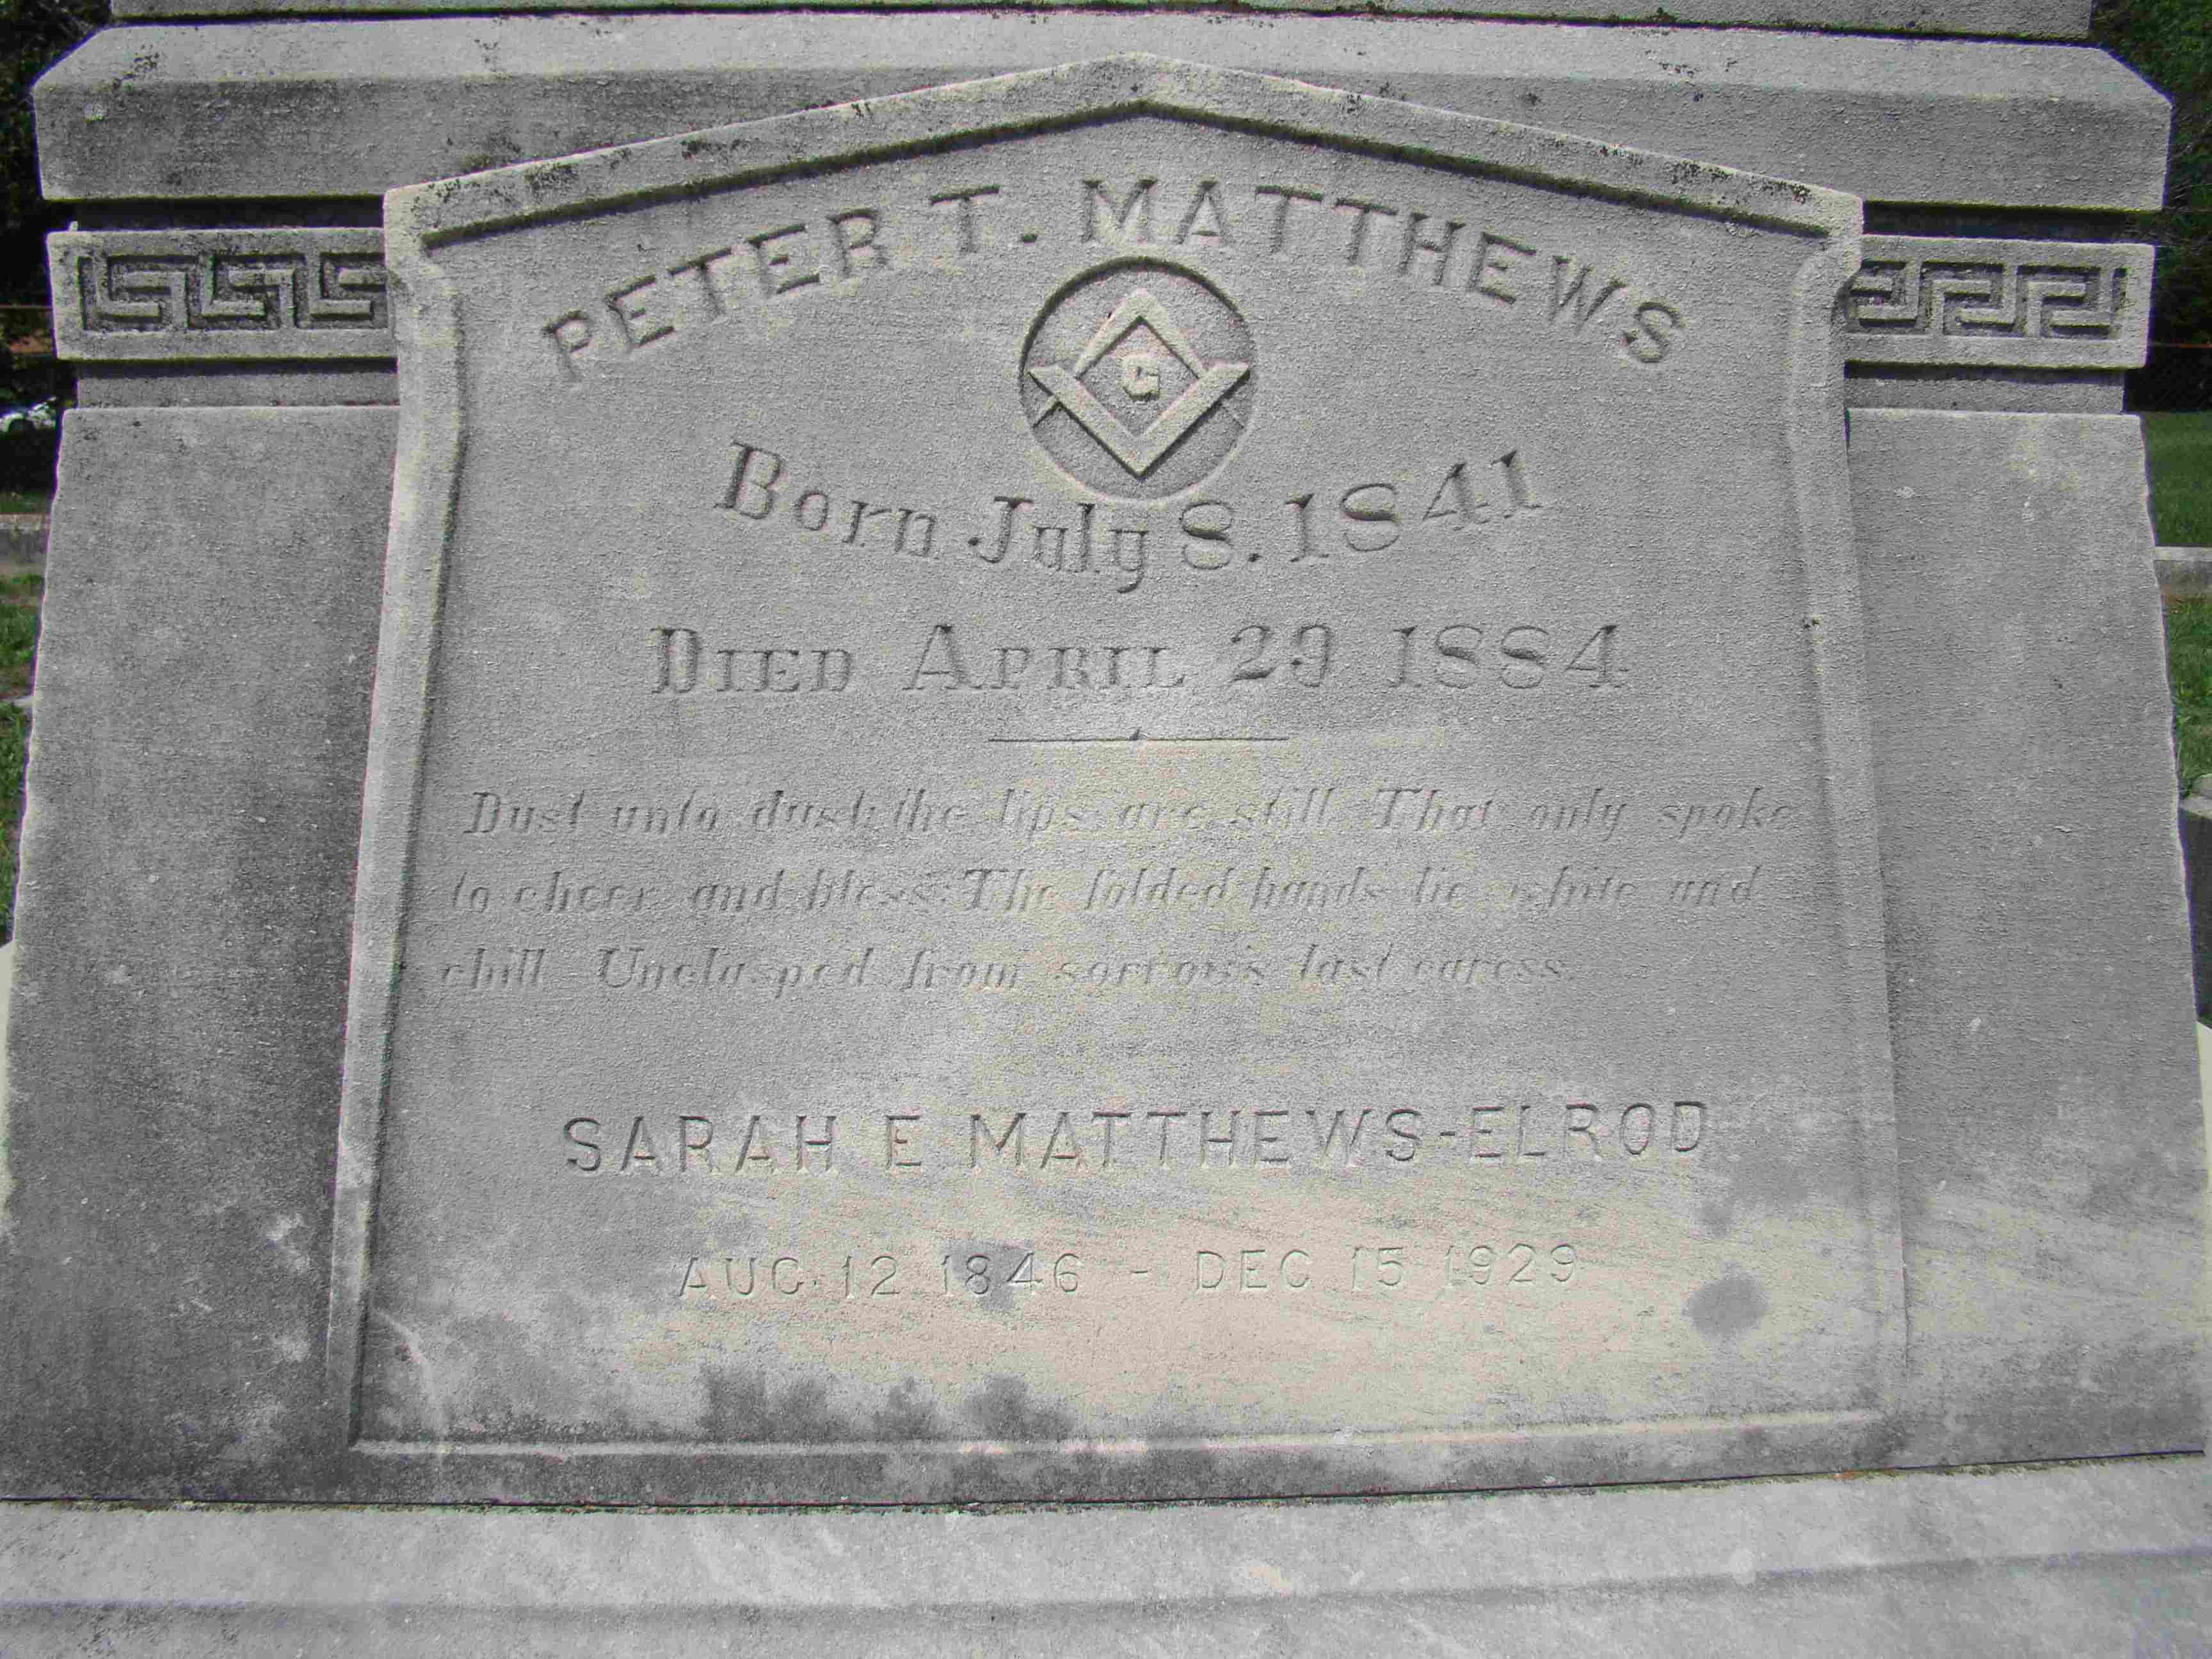 PETER T. MATTHEWS
G
Born July 8. 1841
DIED APRIL 29 1884
Dust unto dust: the lips are still That only spoke
to cheer and bless: The folded hands lie white and
chill Unclasped from sorrow's last caress.
SARAH E MATTHEWS-ELROD
AUG. 12 1846 - DEC 15 1929